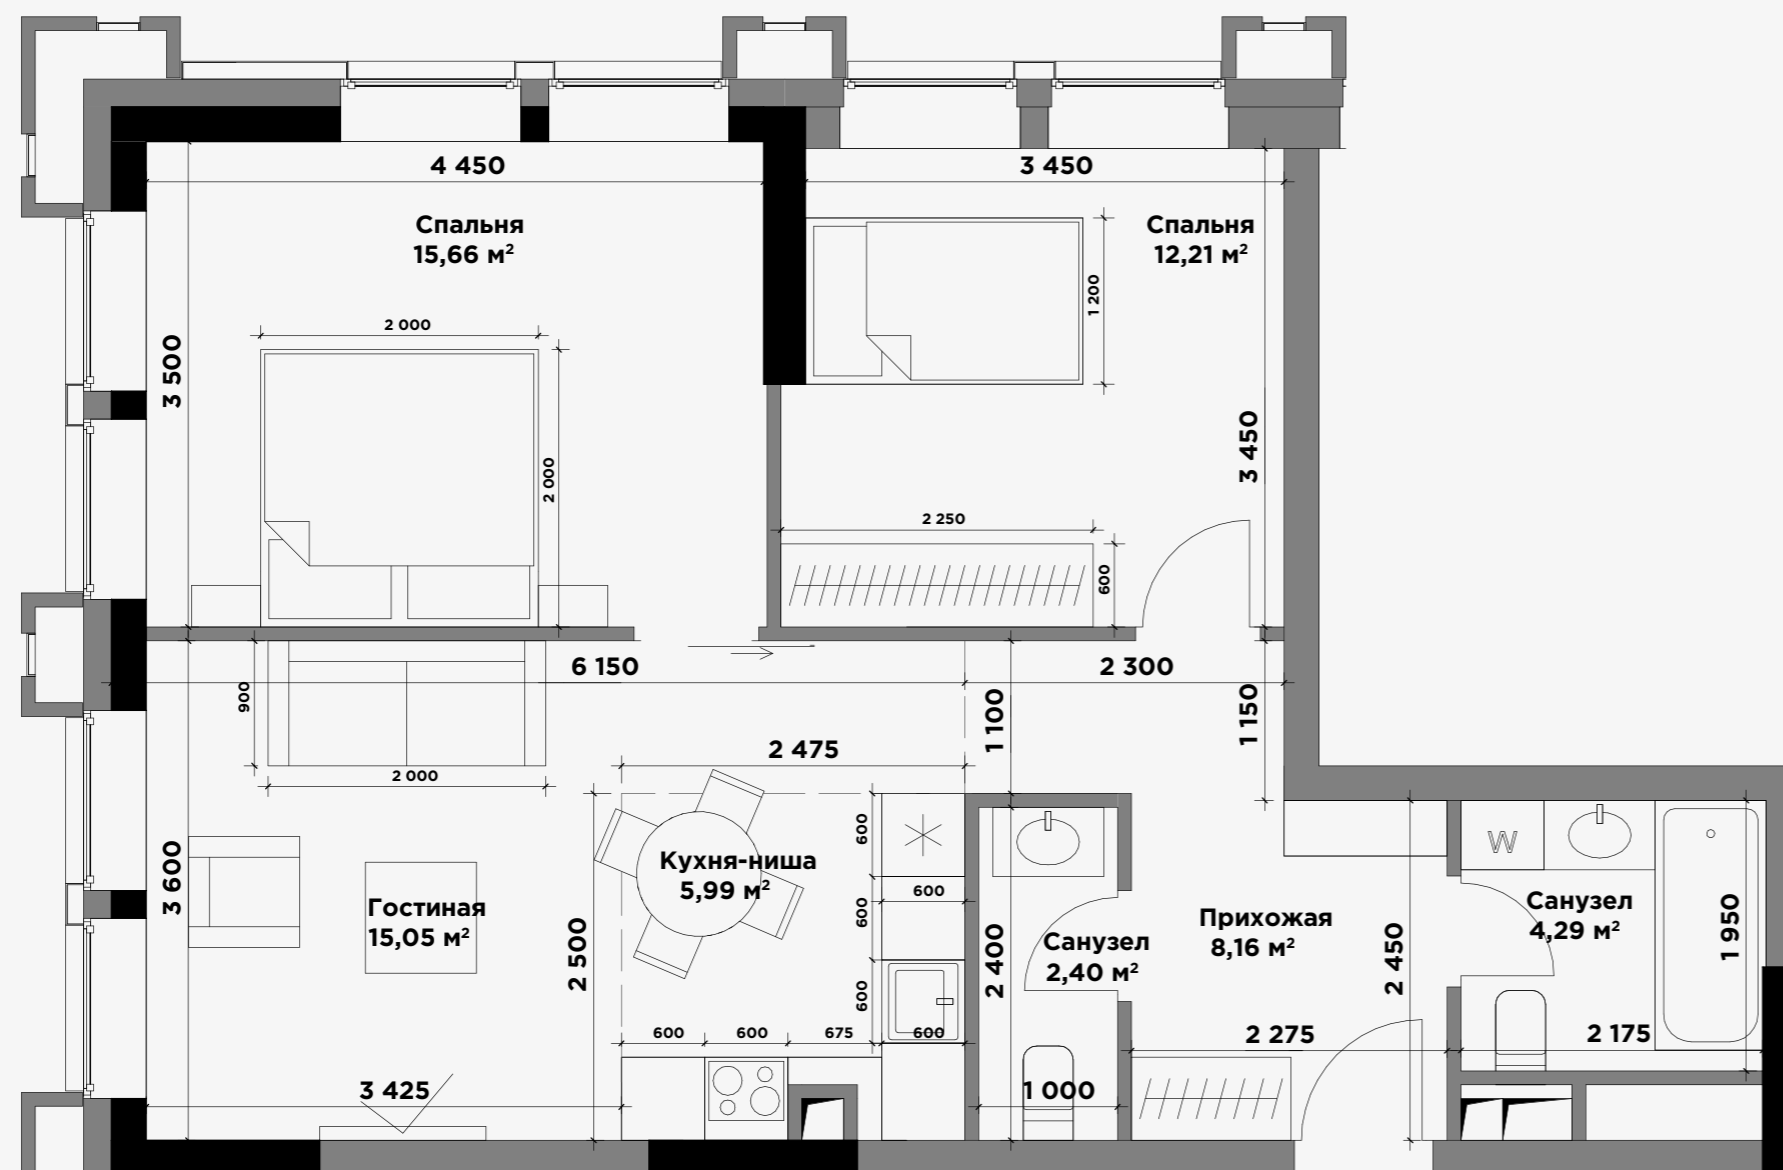 4 450
3 450
Спальня
15,66 м²
Спальня
12,21 м²
1 200
2 000
3 500
2 000
3 450
2 250
600
6 150
2 300
900
1 100
1 150
2 475
2 000
600
Кухня-ниша
5,99 м²
600
3 600
Гостиная
15,05 м²
600
2 500
W
Санузел
4,29 м²
1 950
Прихожая
8,16 м²
Санузел
2,40 м²
2 400
2 450
600
600
600
675
600
2 275
2 175
3 425
1 000